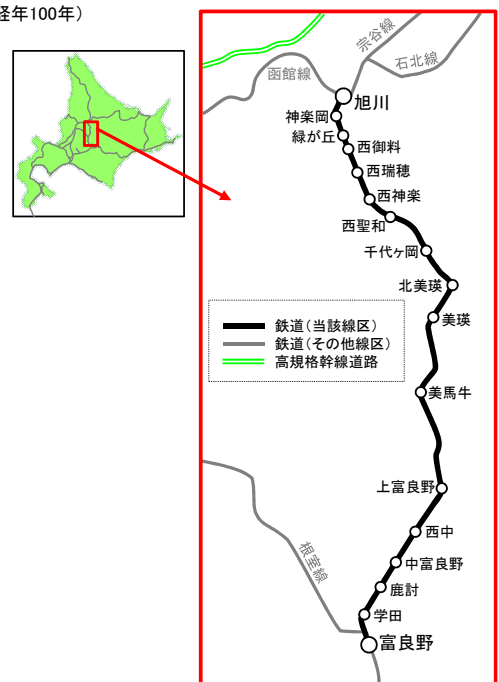 経年100年）
宗谷線
石北線
函館線
旭川
神楽岡
緑が丘
西御料
西瑞穂
西神楽
西聖和
千代ヶ岡
北美瑛
美瑛
鉄道（当該線区）
鉄道（その他線区）
高規格幹線道路
美馬牛
上富良野
西中
根室線
中富良野
鹿討
学田
富良野